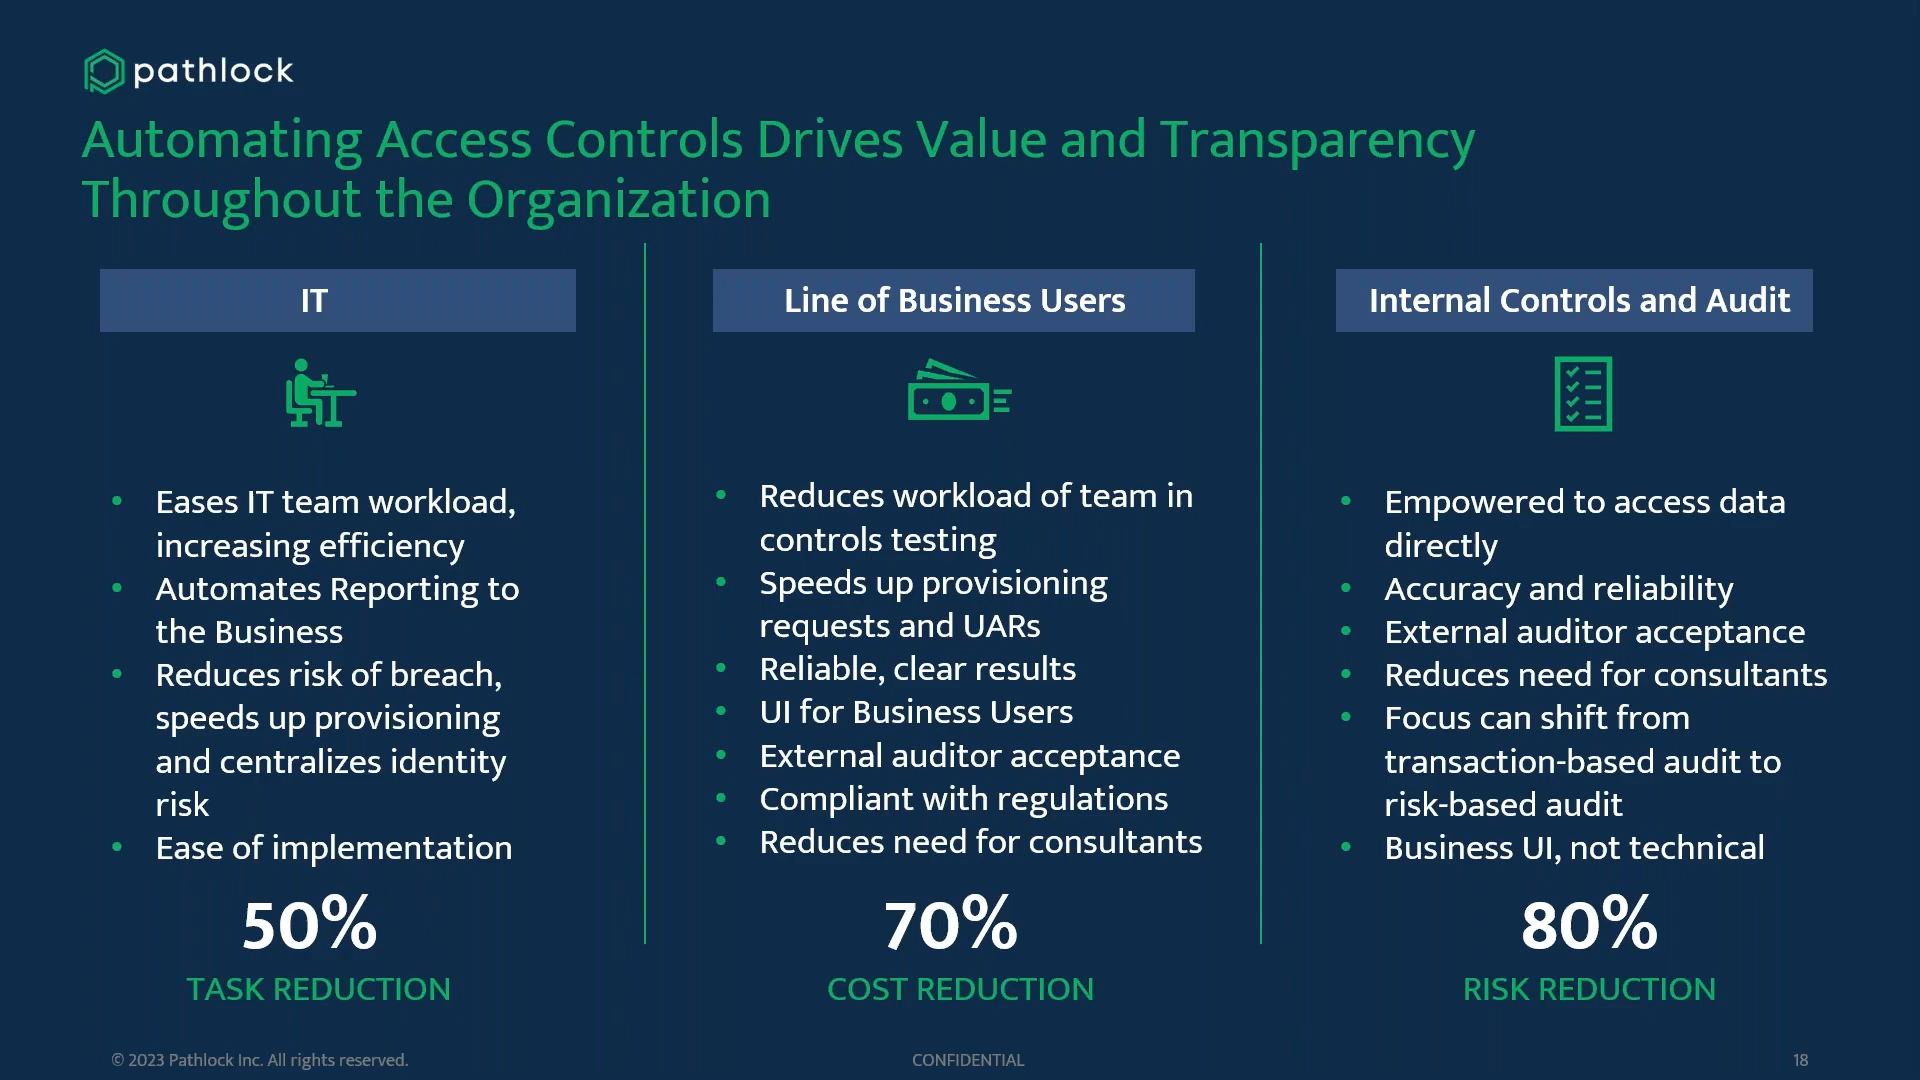 pathlock
Automating Access Controls Drives Value and Transparency
Throughout the Organization
IT
• Eases IT team workload,
increasing efficiency
• Automates Reporting to
the Business
• Reduces risk of breach,
speeds up provisioning
and centralizes identity
risk
• Ease of implementation
50%
TASK REDUCTION
Line of Business Users
• Reduces workload of team in
controls testing
• Speeds up provisioning
requests and UARs
• Reliable, clear results
• UI for Business Users
• External auditor acceptance
• Compliant with regulations
• Reduces need for consultants
70%
COST REDUCTION
Internal Controls and Audit
• Empowered to access data
directly
• Accuracy and reliability
• External auditor acceptance
• Reduces need for consultants
• Focus can shift from
transaction-based audit to
risk-based audit
• Business UI, not technical
80%
RISK REDUCTION
© 2023 Pathlock Inc. All rights reserved.
CONFIDENTIAL
18